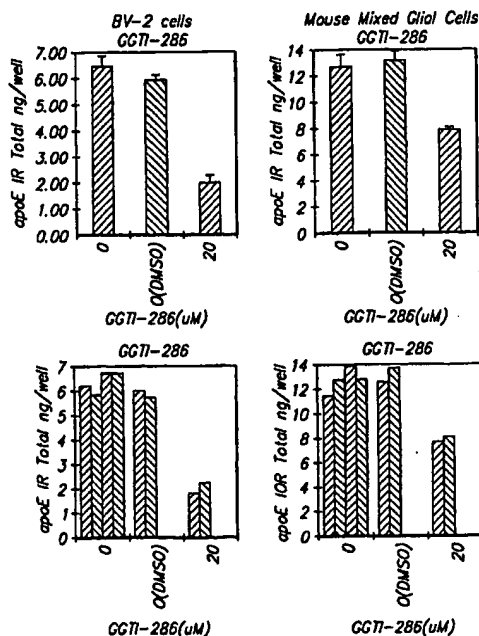 BV-2 cells
GGTI-286
apoE IR Total ng/well
7.00
6.00
5.00
4.00
3.00
2.00
1.00
0.00
0
O(DMSO)
20
GGTI-286(uM)
Mouse Mixed Gliol Cells
GGTI-286
apoE IR Total ng/well
14
12
10
8
6
4
2
0
0
O(DMSO)
20
GGTI-286(uM)
GGTI-286
apoE IR Total ng/well
7
6
5
4
3
2
1
0
0
O(DMSO)
20
GGTI-286(uM)
GGTI-286
apoE IOR Total ng/well
14
12
10
8
6
4
2
0
0
O(DMSO)
20
GGTI-286(uM)